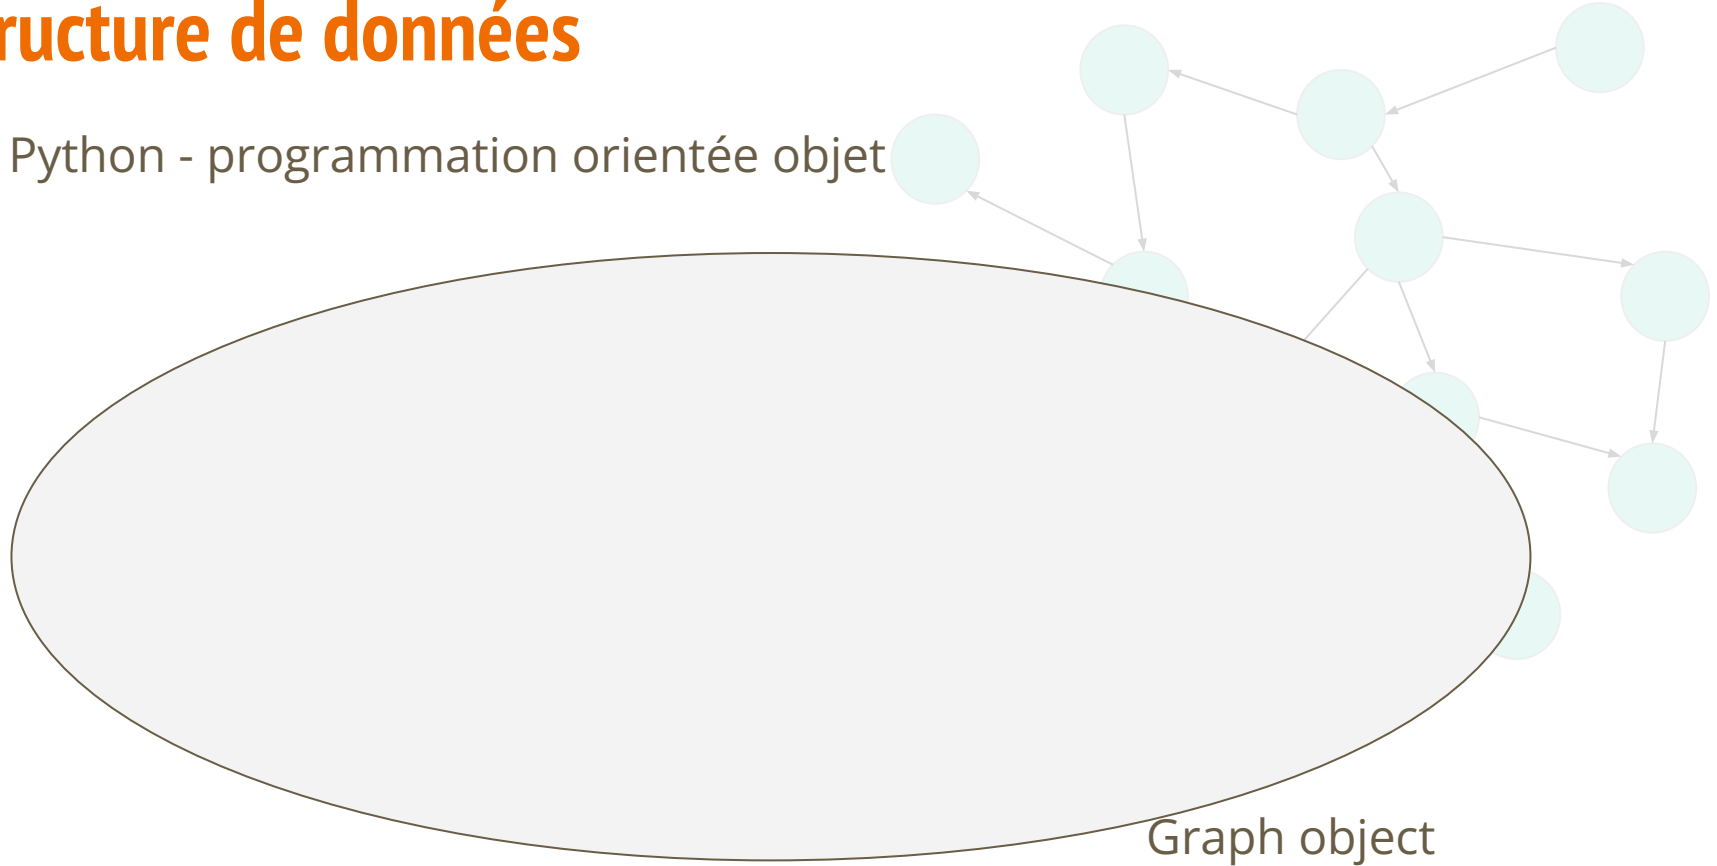 ructure de données
Python - programmation orientée objet
Graph object